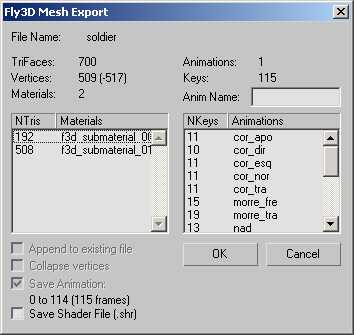 Fly3D Mesh Export
File Name: soldier
TriFaces: 700
Vertices: 509 (-517)
Materials: 2
Animations: 1
Keys: 115
Anim Name:
NTris Materials
192 f3d_submaterial_00
508 f3d_submaterial_01
NKeys Animations
11 cor_apo
10 cor_dir
11 cor_esq
11 cor_nor
11 cor_tra
15 morre_fre
19 morre_tra
13 nad
Append to existing file
Collapse vertices
Save Animation:
0 to 114 (115 frames)
Save Shader File (.shr)
OK
Cancel